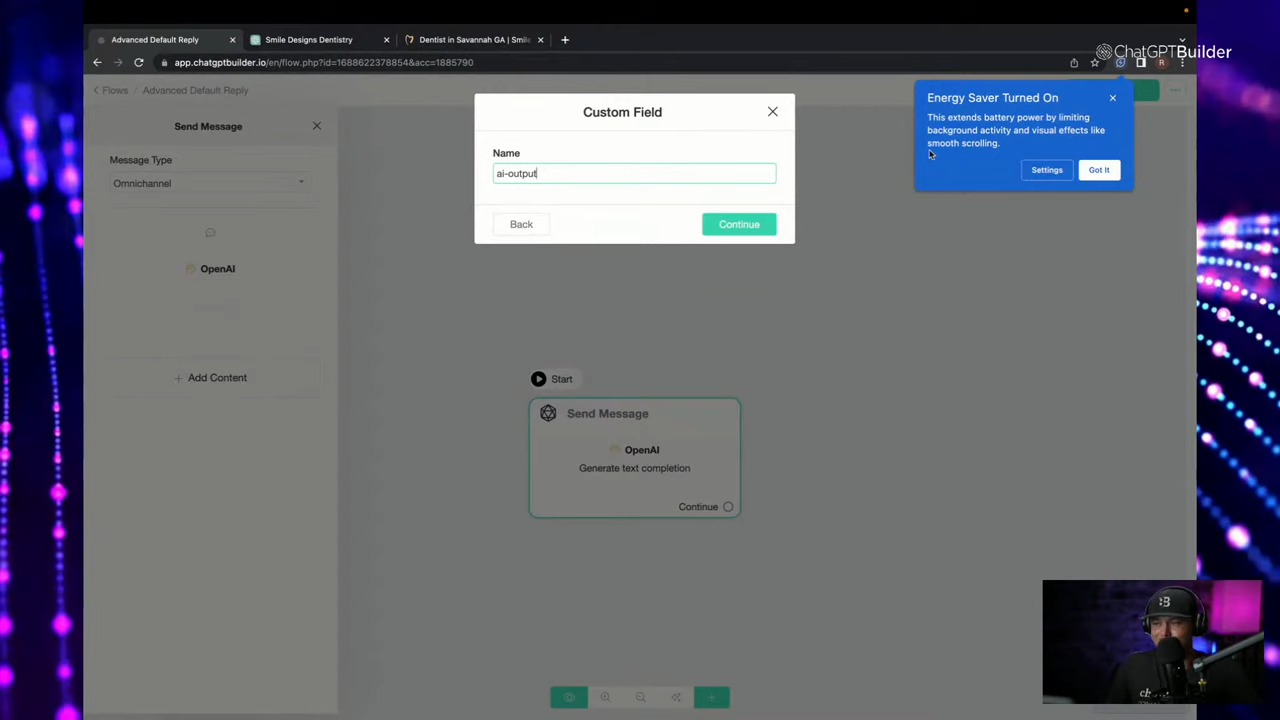 Advanced Default Reply
Smile Designs Dentistry
Dentist in Savannah GA | Smile
app.chatgptbuilder.io/en/flow.php?id=1688622378854&acc=1885790
R
ChatGPTBuilder
Flows / Advanced Default Reply
Send Message
Message Type
Omnichannel
OpenAI
Add Content
Custom Field
Name
ai-output
Back
Continue
Energy Saver Turned On
This extends battery power by limiting
background activity and visual effects like
smooth scrolling.
Settings
Got It
Start
Send Message
OpenAI
Generate text completion
Continue